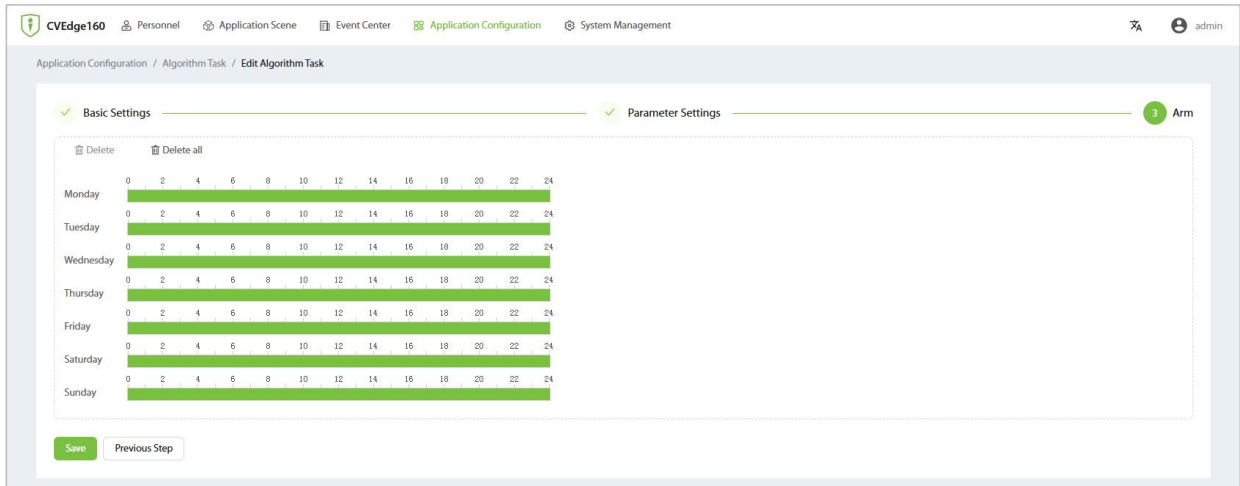 CVEdge160 Personnel Application Scene Event Center Application Configuration System Management admin
Application Configuration / Algorithm Task / Edit Algorithm Task
Basic Settings Parameter Settings 3 Arm
Delete Delete all
0 2 4 6 8 10 12 14 16 18 20 22 24
Monday
0 2 4 6 8 10 12 14 16 18 20 22 24
Tuesday
0 2 4 6 8 10 12 14 16 18 20 22 24
Wednesday
0 2 4 6 8 10 12 14 16 18 20 22 24
Thursday
0 2 4 6 8 10 12 14 16 18 20 22 24
Friday
0 2 4 6 8 10 12 14 16 18 20 22 24
Saturday
0 2 4 6 8 10 12 14 16 18 20 22 24
Sunday
Save Previous Step